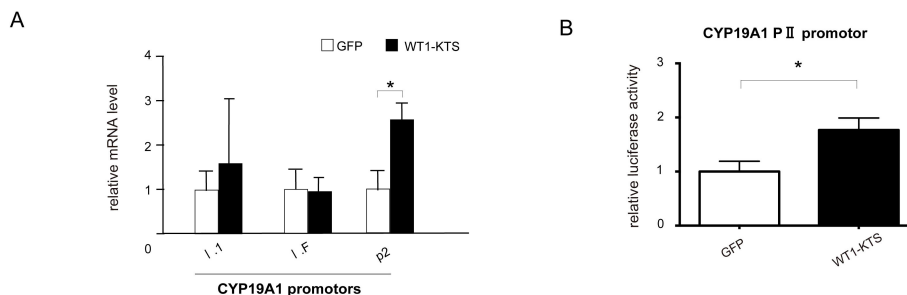 A
GFP WT1-KTS
relative mRNA level
4
3
2
1
0
*
I .1 I .F p2
CYP19A1 promotors
B
CYP19A1 P Ⅱ promotor
relative luciferase activity
3
2
1
0
*
GFP WT1-KTS